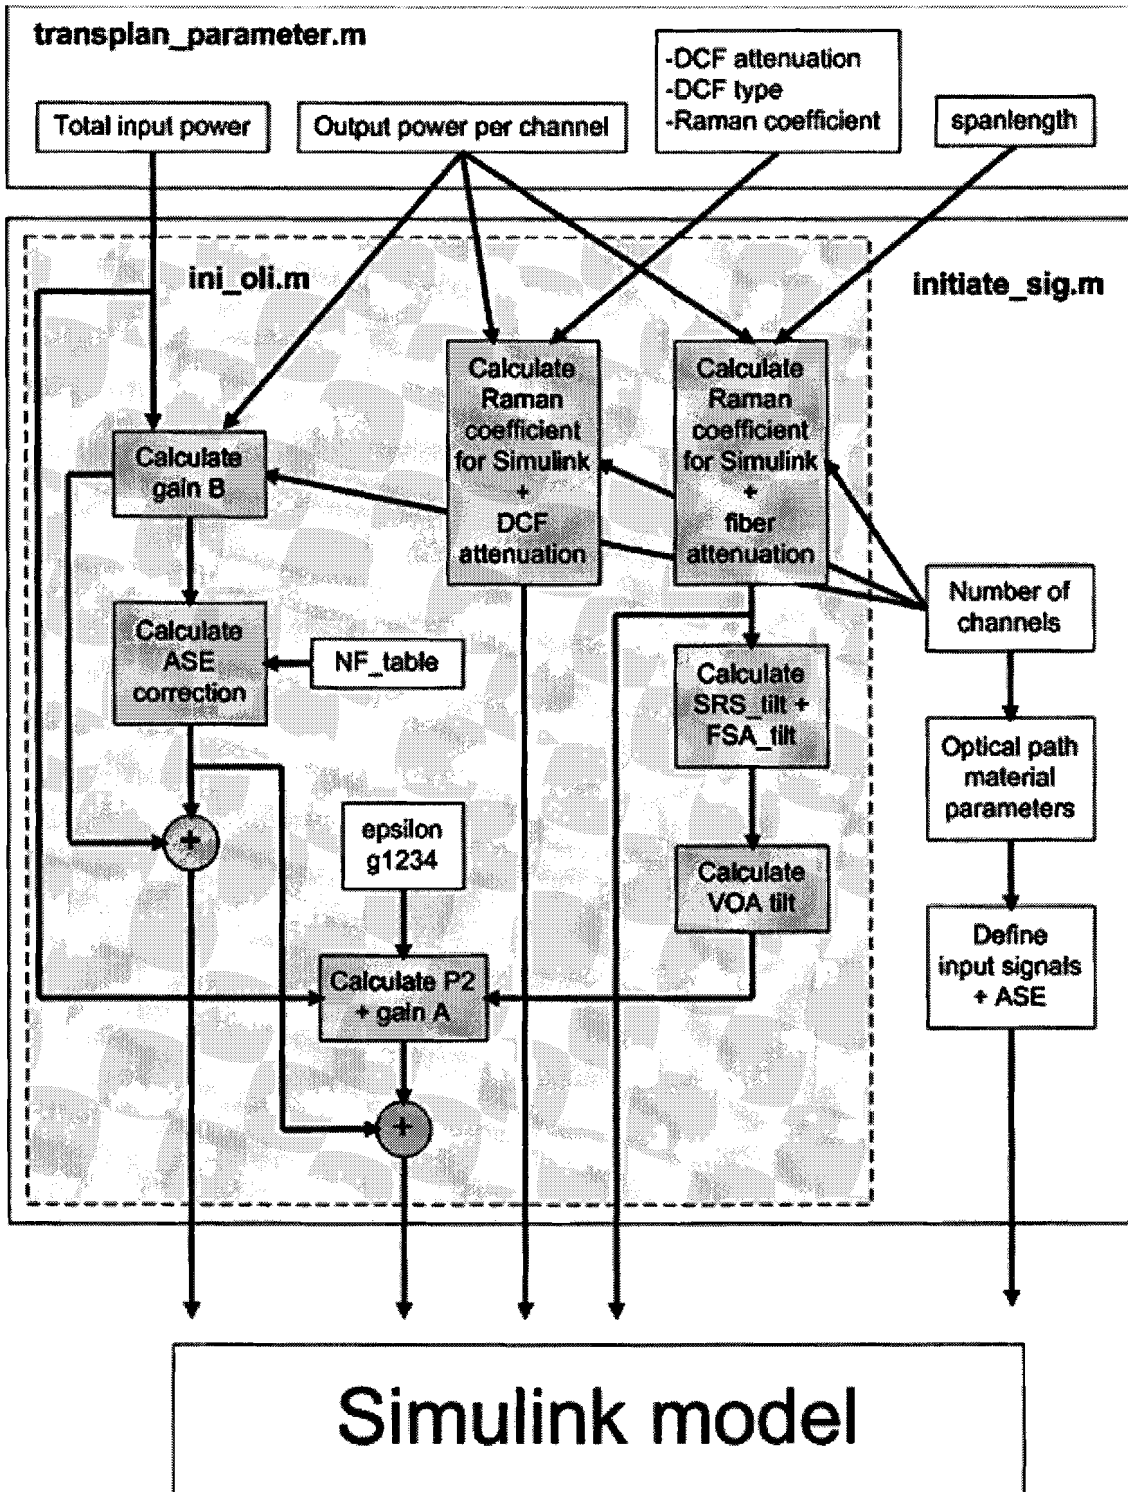 transplan_parameter.m
Total input power
Output power per channel
-DCF attenuation
-DCF type
-Raman coefficient
spanlength
ini_oli.m
initiate_sig.m
Calculate
Raman
coefficient
for Simulink
+
DCF
attenuation
Calculate
Raman
coefficient
for Simulink
+
fiber
attenuation
Calculate
gain B
Number of
channels
Calculate
ASE
correction
NF_table
Calculate
SRS_tilt +
FSA_tilt
Optical path
material
parameters
+
epsilon
g1234
Calculate
VOA tilt
Define
input signals
+ ASE
Calculate P2
+ gain A
+
Simulink model